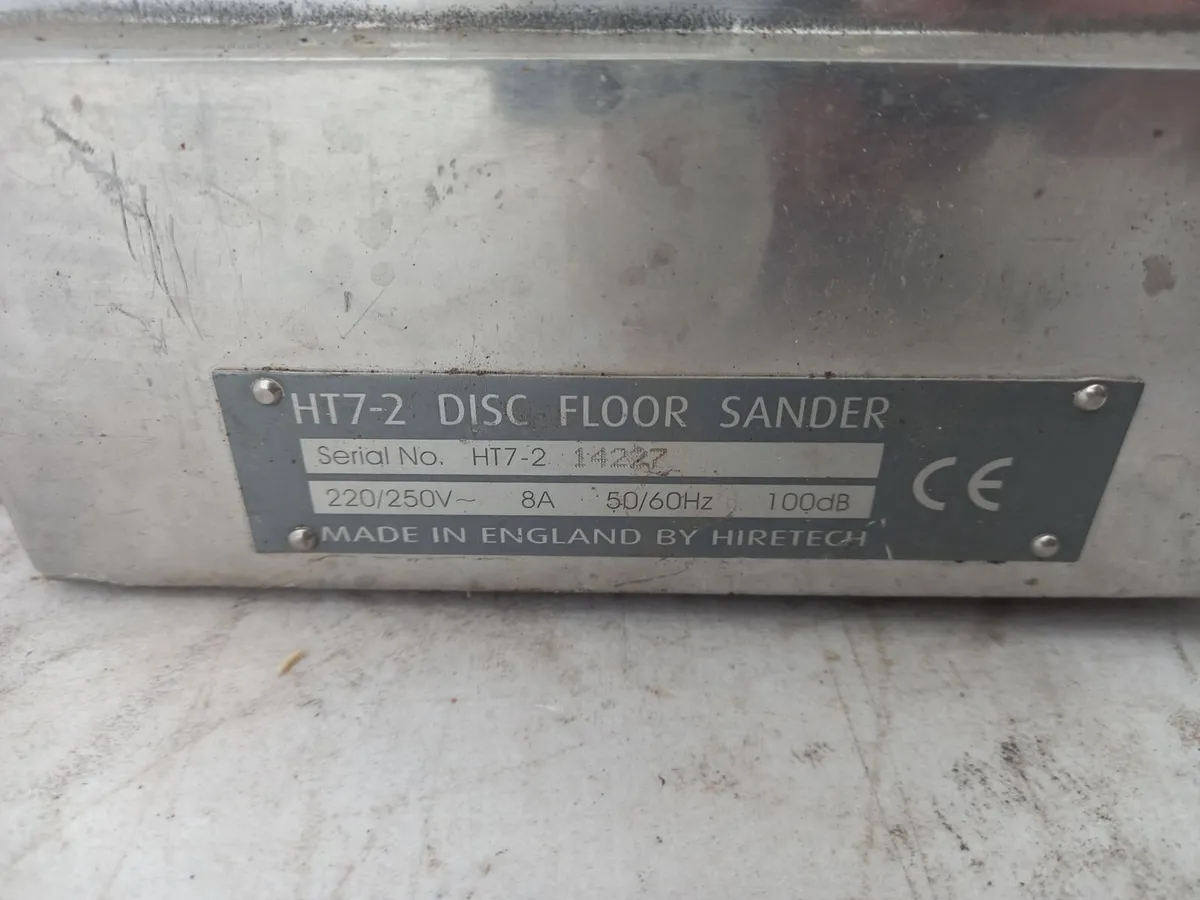 HT7-2 DISC FLOOR SANDER
Serial No. HT7-2 14227
220/250V~ 8A 50/60Hz 100dB
CE
MADE IN ENGLAND BY HIRETECH